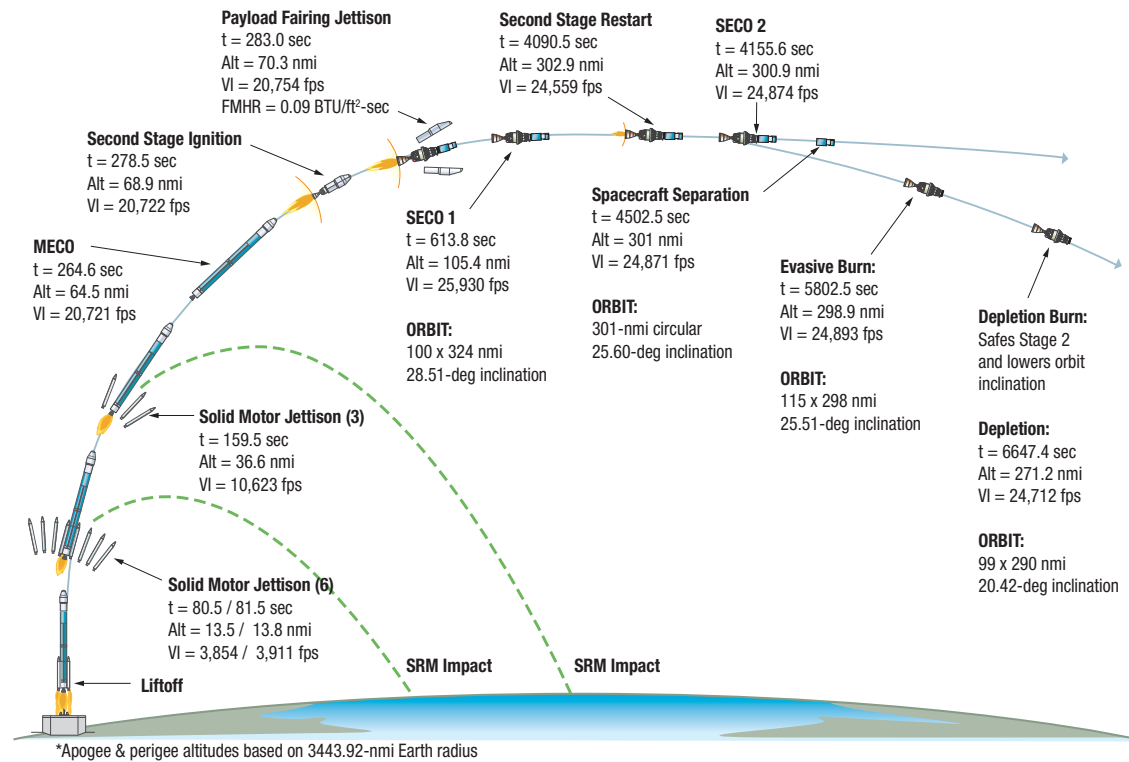 Payload Fairing Jettison
t = 283.0 sec
Alt = 70.3 nmi
VI = 20,754 fps
FMHR = 0.09 BTU/ft²-sec
Second Stage Restart
t = 4090.5 sec
Alt = 302.9 nmi
VI = 24,559 fps
SECO 2
t = 4155.6 sec
Alt = 300.9 nmi
VI = 24,874 fps
Second Stage Ignition
t = 278.5 sec
Alt = 68.9 nmi
VI = 20,722 fps
MECO
t = 264.6 sec
Alt = 64.5 nmi
VI = 20,721 fps
SECO 1
t = 613.8 sec
Alt = 105.4 nmi
VI = 25,930 fps
ORBIT:
100 x 324 nmi
28.51-deg inclination
Spacecraft Separation
t = 4502.5 sec
Alt = 301 nmi
VI = 24,871 fps
ORBIT:
301-nmi circular
25.60-deg inclination
Evasive Burn:
t = 5802.5 sec
Alt = 298.9 nmi
VI = 24,893 fps
ORBIT:
115 x 298 nmi
25.51-deg inclination
Depletion Burn:
Safes Stage 2
and lowers orbit
inclination
Depletion:
t = 6647.4 sec
Alt = 271.2 nmi
VI = 24,712 fps
ORBIT:
99 x 290 nmi
20.42-deg inclination
Solid Motor Jettison (3)
t = 159.5 sec
Alt = 36.6 nmi
VI = 10,623 fps
Solid Motor Jettison (6)
t = 80.5 / 81.5 sec
Alt = 13.5 / 13.8 nmi
VI = 3,854 / 3,911 fps
Liftoff
SRM Impact
SRM Impact
*Apogee & perigee altitudes based on 3443.92-nmi Earth radius